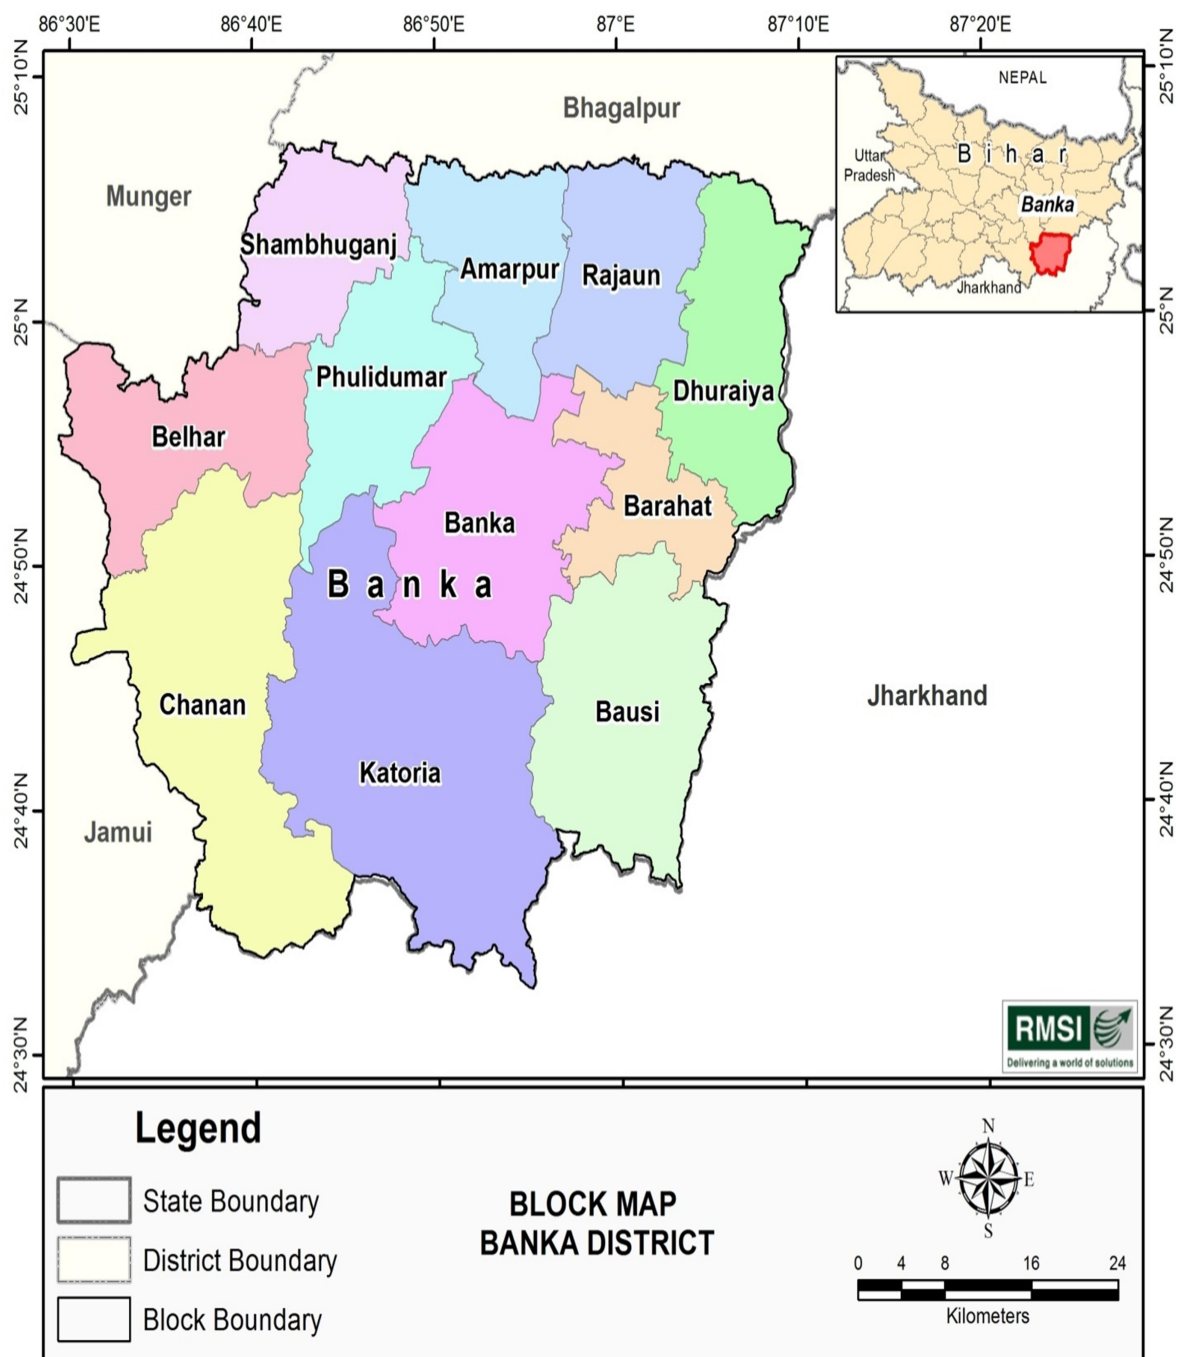 86°30'E 86°40'E 86°50'E 87°E 87°10'E 87°20'E
25°10'N
25°10'N
NEPAL
Bhagalpur
Bihar
Uttar
Pradesh
Munger
Banka
Shambhuganj
Amarpur
Rajaun
Jharkhand
25°N
25°N
Phulidumar
Dhuraiya
Belhar
Barahat
Banka
24°50'N
24°50'N
Banka
Chanan
Bausi
Jharkhand
Katoria
24°40'N
24°40'N
Jamui
RMSI
Delivering a world of solutions
24°30'N
24°30'N
Legend
State Boundary
District Boundary
Block Boundary
BLOCK MAP
BANKA DISTRICT
N
W E
S
0 4 8 16 24
Kilometers